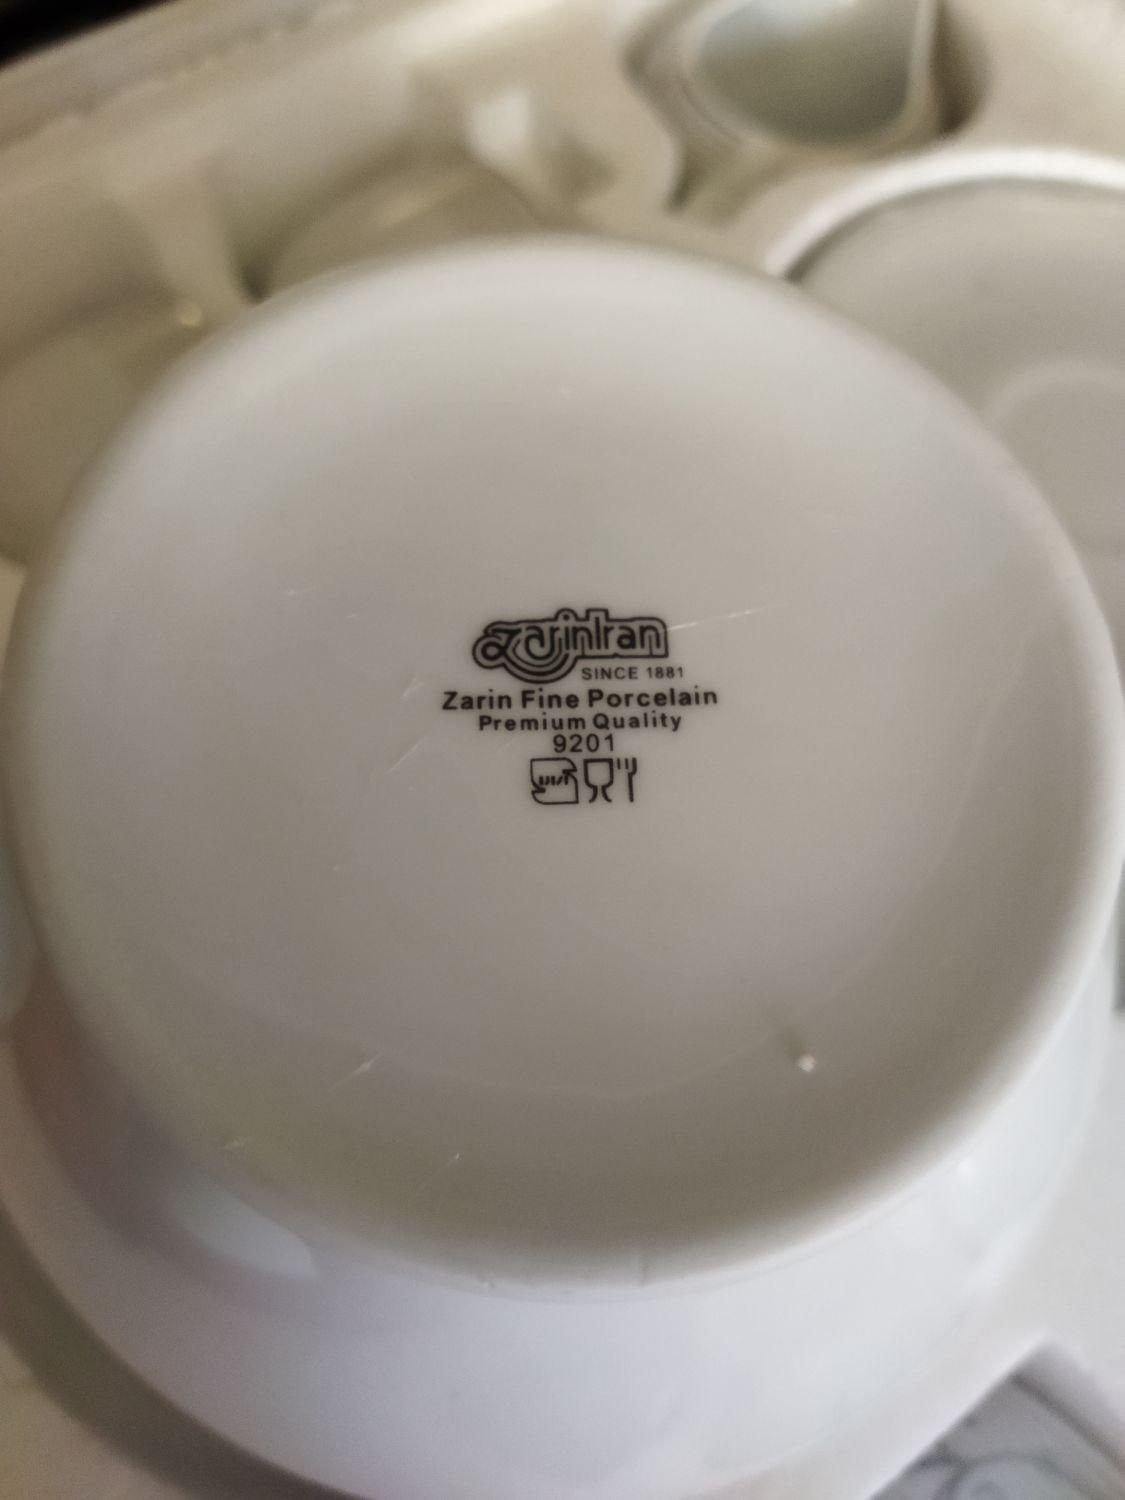 ZarinIran
SINCE 1881
Zarin Fine Porcelain
Premium Quality
9201